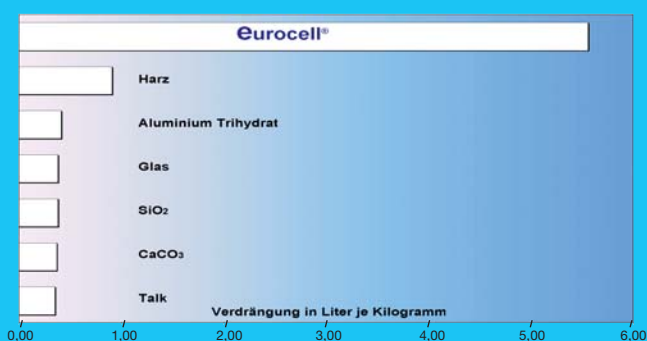 eurocell®
Harz
Aluminium Trihydrat
Glas
SiO₂
CaCO₃
Talk
Verdrängung in Liter je Kilogramm
0,00 1,00 2,00 3,00 4,00 5,00 6,00